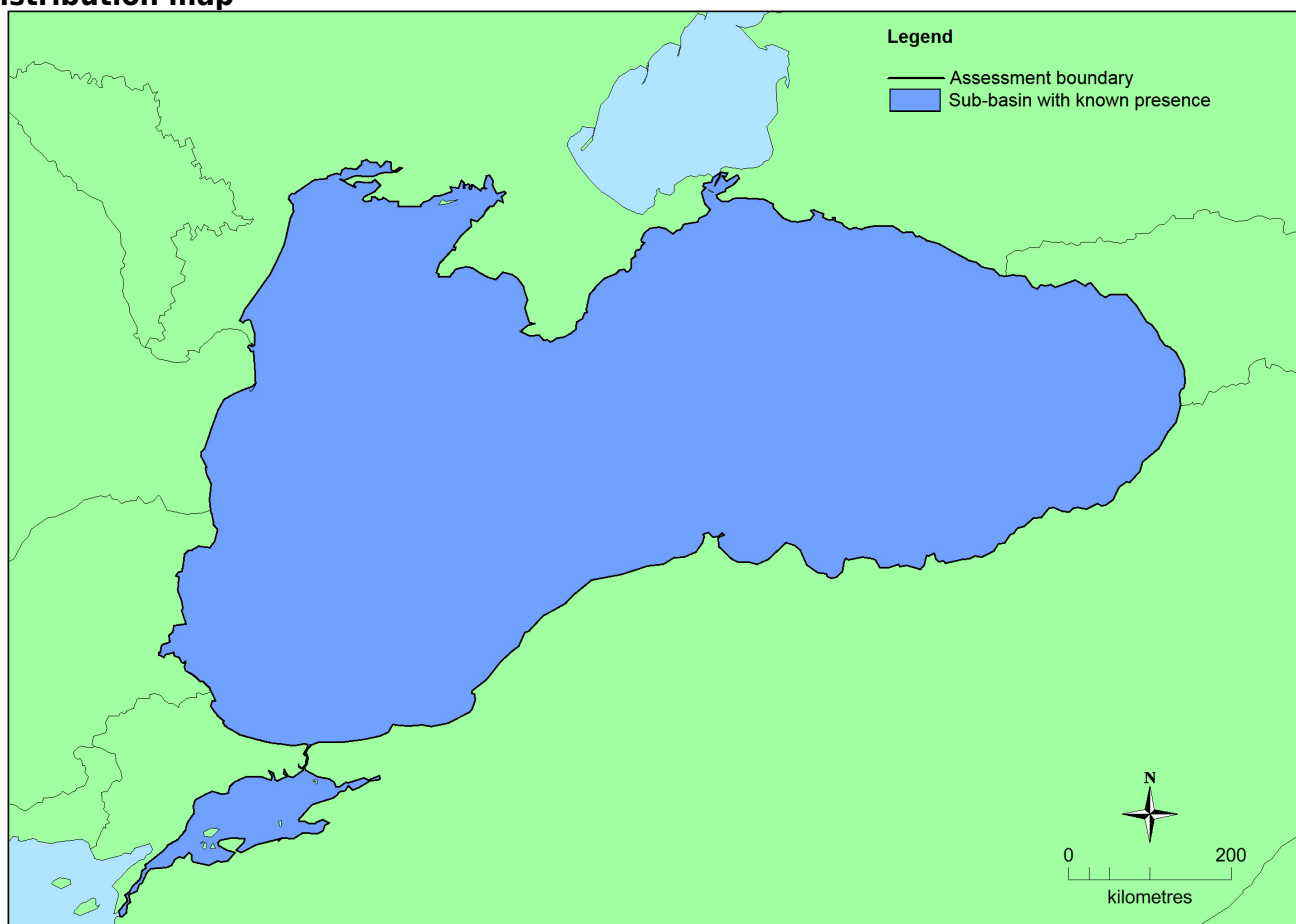 Legend
Assessment boundary
Sub-basin with known presence
N
0 200
kilometres